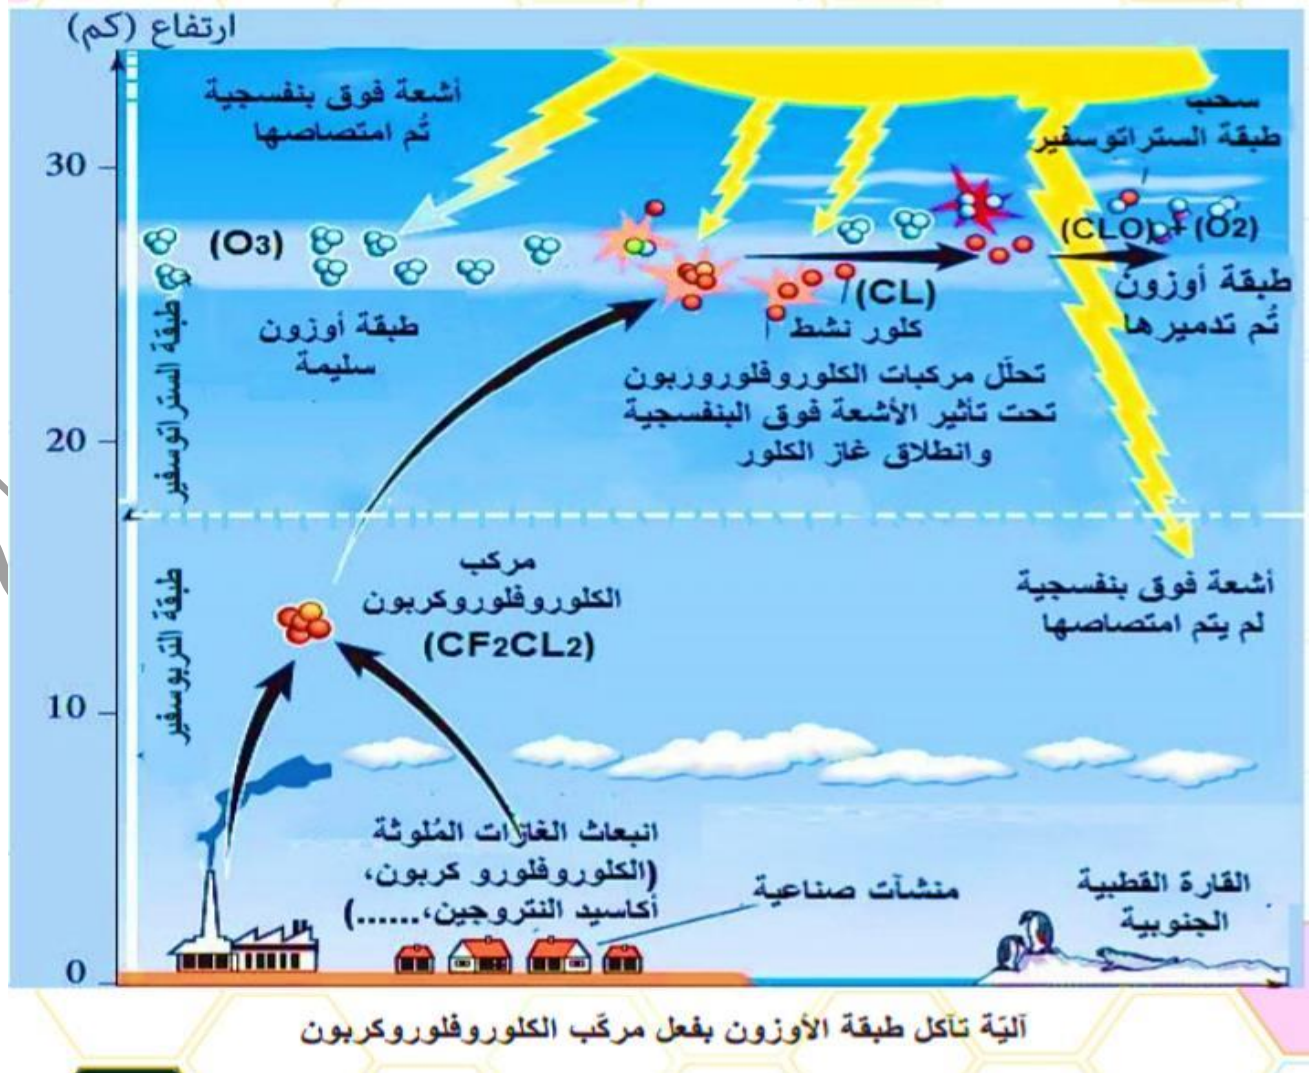 ارتفاع (كم)
30
20
10
0
أشعة فوق بنفسجية
تُم امتصاصها
سحب
طبقة الستراتوسفير
(O3)
(CLO) + (O2)
طبقة أوزون
تُم تدميرها
(CL)
كلور نشط
طبقة أوزون
سليمة
تحلّل مركبات الكلوروفلوروربون
تحت تأثير الأشعة فوق البنفسجية
وانطلاق غاز الكلور
طبقة الستراتوسفير
طبقة التربوسفير
مركب
الكلوروفلوروكربون
(CF2CL2)
أشعة فوق بنفسجية
لم يتم امتصاصها
انبعاث الغازات المُلوثة
(الكلوروفلورو كربون،
أكاسيد النتروجين،......)
منشآت صناعية
القارة القطبية
الجنوبية
آليّة تآكل طبقة الأوزون بفعل مركّب الكلوروفلوروكربون